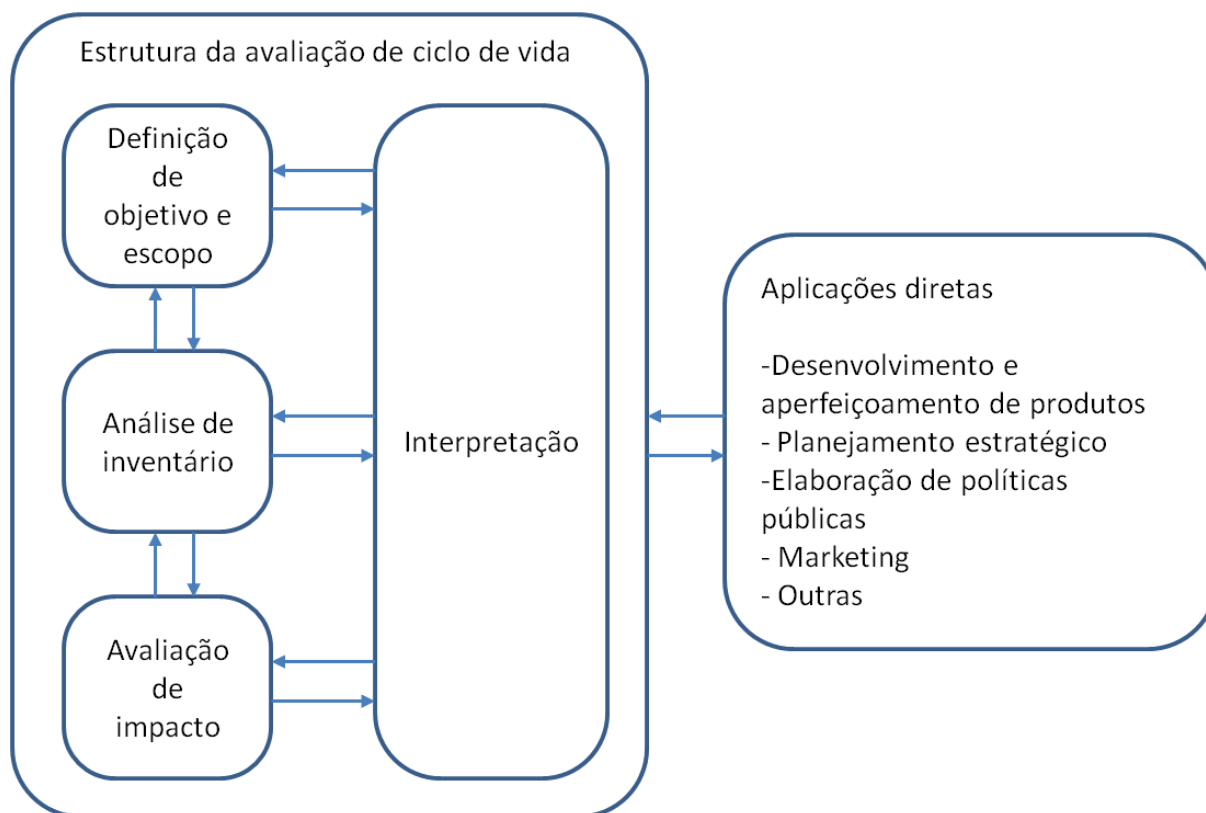 Estrutura da avaliação de ciclo de vida
Definição
de
objetivo e
escopo
Análise de
inventário
Avaliação
de
impacto
Interpretação
Aplicações diretas
-Desenvolvimento e
aperfeiçoamento de produtos
- Planejamento estratégico
-Elaboração de políticas
públicas
- Marketing
- Outras